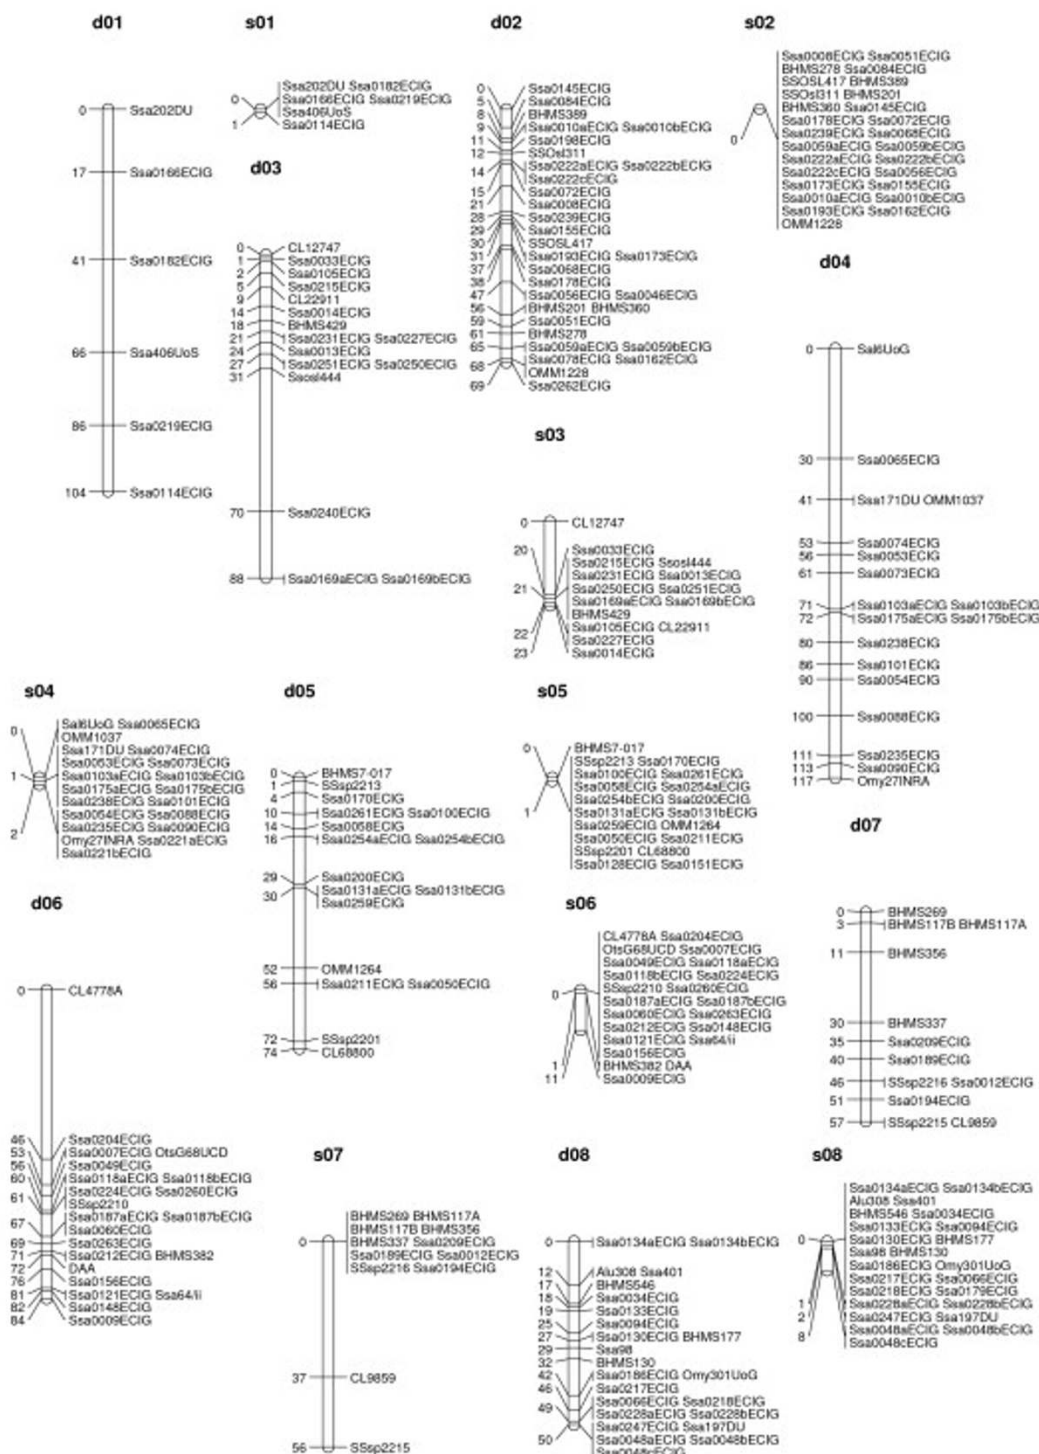 d01
0 Ssa202DU
17 Ssa0166ECIG
41 Ssa0182ECIG
66 Ssa406UoS
86 Ssa0219ECIG
104 Ssa0114ECIG
s01
Ssa202DU Ssa0182ECIG
0 Ssa0166ECIG Ssa0219ECIG
Ssa406UoS
1 Ssa0114ECIG
d03
0 CL12747
1 Ssa0033ECIG
2 Ssa0105ECIG
5 Ssa0215ECIG
9 CL22911
14 Ssa0014ECIG
18 BHMS429
21 Ssa0231ECIG Ssa0227ECIG
24 Ssa0013ECIG
27 Ssa0251ECIG Ssa0250ECIG
31 Ssosl444
70 Ssa0240ECIG
88 Ssa0169aECIG Ssa0169bECIG
d02
0 Ssa0145ECIG
5 Ssa0084ECIG
8 BHMS389
9 Ssa0010aECIG Ssa0010bECIG
11 Ssa0198ECIG
12 SSOsl311
Ssa0222aECIG Ssa0222bECIG
14 Ssa0222cECIG
15 Ssa0072ECIG
21 Ssa0008ECIG
28 Ssa0239ECIG
29 Ssa0155ECIG
30 SSOSL417
31 Ssa0193ECIG Ssa0173ECIG
37 Ssa0068ECIG
38 Ssa0178ECIG
47 Ssa0056ECIG Ssa0046ECIG
56 BHMS201 BHMS360
59 Ssa0051ECIG
61 BHMS278
65 Ssa0059aECIG Ssa0059bECIG
68 Ssa0078ECIG Ssa0162ECIG
OMM1228
69 Ssa0262ECIG
s02
Ssa0008ECIG Ssa0051ECIG
BHMS278 Ssa0084ECIG
SSOSL417 BHMS389
SSOsl311 BHMS201
BHMS360 Ssa0145ECIG
Ssa0178ECIG Ssa0072ECIG
0 Ssa0239ECIG Ssa0068ECIG
Ssa0059aECIG Ssa0059bECIG
Ssa0222aECIG Ssa0222bECIG
Ssa0222cECIG Ssa0056ECIG
Ssa0173ECIG Ssa0155ECIG
Ssa0010aECIG Ssa0010bECIG
Ssa0193ECIG Ssa0162ECIG
OMM1228
s03
0 CL12747
20 Ssa0033ECIG
Ssa0215ECIG Ssosl444
Ssa0231ECIG Ssa0013ECIG
21 Ssa0250ECIG Ssa0251ECIG
Ssa0169aECIG Ssa0169bECIG
BHMS429
22 Ssa0105ECIG CL22911
Ssa0227ECIG
23 Ssa0014ECIG
d04
0 Sal6UoG
30 Ssa0065ECIG
41 Ssa171DU OMM1037
53 Ssa0074ECIG
56 Ssa0053ECIG
61 Ssa0073ECIG
71 Ssa0103aECIG Ssa0103bECIG
72 Ssa0175aECIG Ssa0175bECIG
80 Ssa0238ECIG
86 Ssa0101ECIG
90 Ssa0054ECIG
100 Ssa0088ECIG
111 Ssa0235ECIG
113 Ssa0090ECIG
117 Omy27INRA
s04
0 Sal6UoG Ssa0065ECIG
OMM1037
Ssa171DU Ssa0074ECIG
Ssa0053ECIG Ssa0073ECIG
1 Ssa0103aECIG Ssa0103bECIG
Ssa0175aECIG Ssa0175bECIG
Ssa0238ECIG Ssa0101ECIG
Ssa0054ECIG Ssa0088ECIG
Ssa0235ECIG Ssa0090ECIG
2 Omy27INRA Ssa0221aECIG
Ssa0221bECIG
d05
0 BHMS7-017
1 SSsp2213
4 Ssa0170ECIG
10 Ssa0261ECIG Ssa0100ECIG
14 Ssa0058ECIG
16 Ssa0254aECIG Ssa0254bECIG
29 Ssa0200ECIG
30 Ssa0131aECIG Ssa0131bECIG
Ssa0259ECIG
52 OMM1264
56 Ssa0211ECIG Ssa0050ECIG
72 SSsp2201
74 CL68800
s05
0 BHMS7-017
SSsp2213 Ssa0170ECIG
Ssa0100ECIG Ssa0261ECIG
Ssa0058ECIG Ssa0254aECIG
Ssa0254bECIG Ssa0200ECIG
1 Ssa0131aECIG Ssa0131bECIG
Ssa0259ECIG OMM1264
Ssa0050ECIG Ssa0211ECIG
SSsp2201 CL68800
Ssa0128ECIG Ssa0151ECIG
d06
0 CL4778A
46 Ssa0204ECIG
53 Ssa0007ECIG OtsG68UCD
56 Ssa0049ECIG
60 Ssa0118aECIG Ssa0118bECIG
61 Ssa0224ECIG Ssa0260ECIG
SSsp2210
67 Ssa0187aECIG Ssa0187bECIG
Ssa0060ECIG
69 Ssa0263ECIG
71 Ssa0212ECIG BHMS382
72 DAA
76 Ssa0156ECIG
81 Ssa0121ECIG Ssa64/ii
82 Ssa0148ECIG
84 Ssa0009ECIG
s06
CL4778A Ssa0204ECIG
OtsG68UCD Ssa0007ECIG
Ssa0049ECIG Ssa0118aECIG
Ssa0118bECIG Ssa0224ECIG
SSsp2210 Ssa0260ECIG
0 Ssa0187aECIG Ssa0187bECIG
Ssa0060ECIG Ssa0263ECIG
Ssa0212ECIG Ssa0148ECIG
Ssa0121ECIG Ssa64/ii
Ssa0156ECIG
1 BHMS382 DAA
11 Ssa0009ECIG
d07
0 BHMS269
3 BHMS117B BHMS117A
11 BHMS356
30 BHMS337
35 Ssa0209ECIG
40 Ssa0189ECIG
46 SSsp2216 Ssa0012ECIG
51 Ssa0194ECIG
57 SSsp2215 CL9859
s07
BHMS269 BHMS117A
BHMS117B BHMS356
0 BHMS337 Ssa0209ECIG
Ssa0189ECIG Ssa0012ECIG
SSsp2216 Ssa0194ECIG
37 CL9859
56 SSsp2215
d08
0 Ssa0134aECIG Ssa0134bECIG
12 Alu308 Ssa401
17 BHMS546
18 Ssa0034ECIG
19 Ssa0133ECIG
25 Ssa0094ECIG
27 Ssa0130ECIG BHMS177
29 Ssa98
32 BHMS130
42 Ssa0186ECIG Omy301UoG
46 Ssa0217ECIG
49 Ssa0066ECIG Ssa0218ECIG
Ssa0228aECIG Ssa0228bECIG
Ssa0247ECIG Ssa197DU
50 Ssa0048aECIG Ssa0048bECIG
Ssa0048cECIG
s08
Ssa0134aECIG Ssa0134bECIG
Alu308 Ssa401
BHMS546 Ssa0034ECIG
Ssa0133ECIG Ssa0094ECIG
0 Ssa0130ECIG BHMS177
Ssa98 BHMS130
Ssa0186ECIG Omy301UoG
Ssa0217ECIG Ssa0066ECIG
Ssa0218ECIG Ssa0179ECIG
1 Ssa0228aECIG Ssa0228bECIG
2 Ssa0247ECIG Ssa197DU
8 Ssa0048aECIG Ssa0048bECIG
Ssa0048cECIG